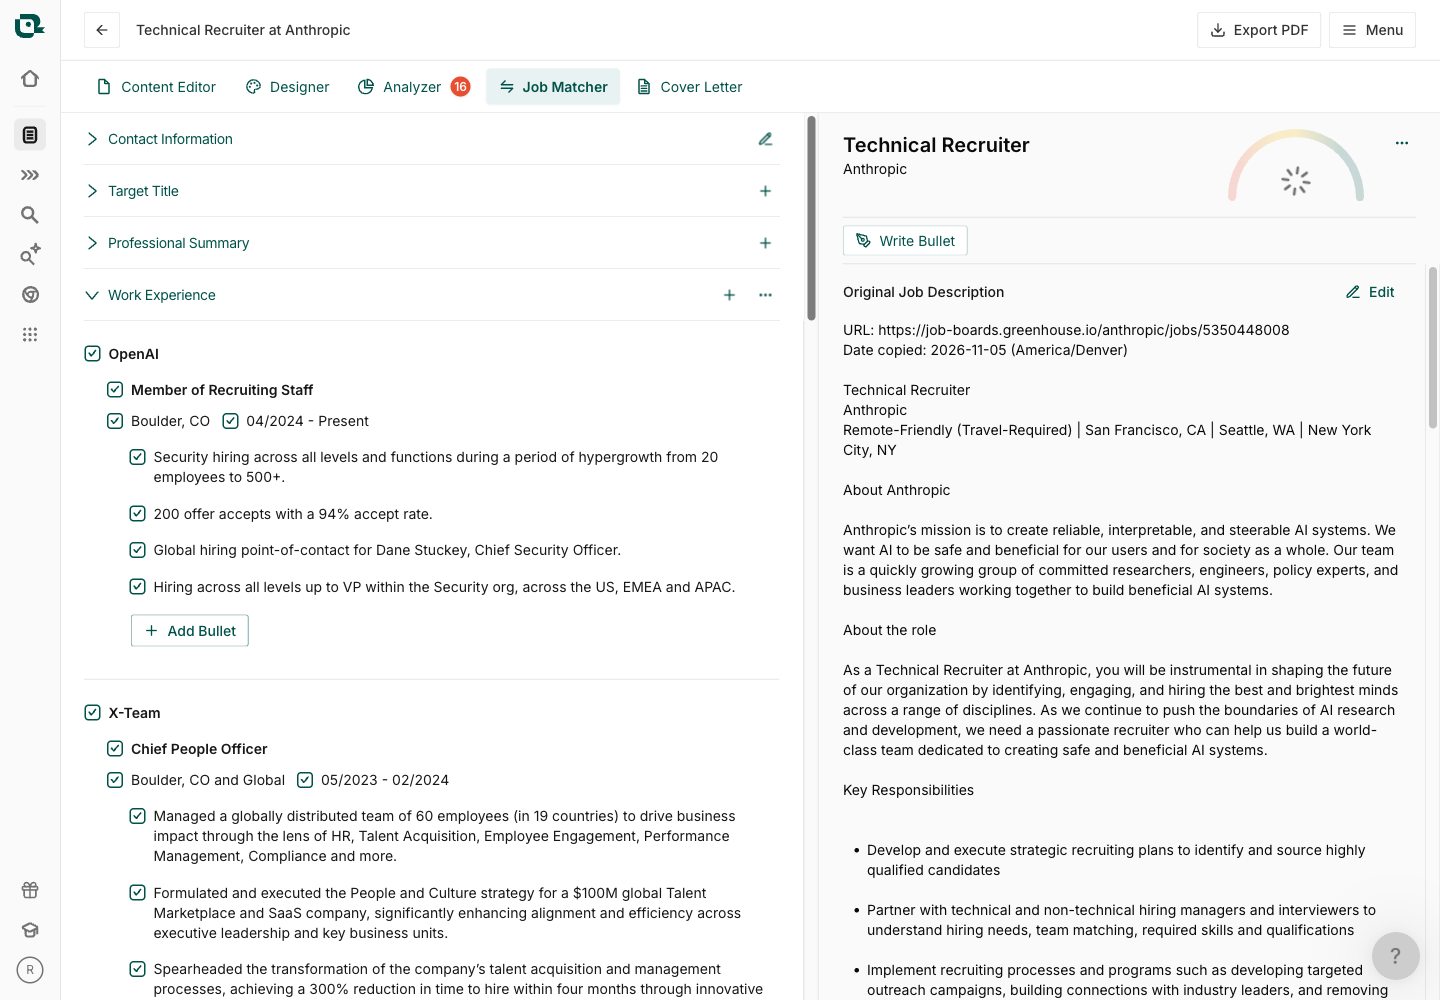 Technical Recruiter at Anthropic
Export PDF
Menu
Content Editor
Designer
Analyzer
16
Job Matcher
Cover Letter
Contact Information
Target Title
Professional Summary
Work Experience
OpenAI
Member of Recruiting Staff
Boulder, CO
04/2024 - Present
Security hiring across all levels and functions during a period of hypergrowth from 20
employees to 500+.
200 offer accepts with a 94% accept rate.
Global hiring point-of-contact for Dane Stuckey, Chief Security Officer.
Hiring across all levels up to VP within the Security org, across the US, EMEA and APAC.
Add Bullet
X-Team
Chief People Officer
Boulder, CO and Global
05/2023 - 02/2024
Managed a globally distributed team of 60 employees (in 19 countries) to drive business
impact through the lens of HR, Talent Acquisition, Employee Engagement, Performance
Management, Compliance and more.
Formulated and executed the People and Culture strategy for a $100M global Talent
Marketplace and SaaS company, significantly enhancing alignment and efficiency across
executive leadership and key business units.
Spearheaded the transformation of the company's talent acquisition and management
processes, achieving a 300% reduction in time to hire within four months through innovative
R
Technical Recruiter
Anthropic
Write Bullet
Original Job Description
Edit
URL: https://job-boards.greenhouse.io/anthropic/jobs/5350448008
Date copied: 2026-11-05 (America/Denver)
Technical Recruiter
Anthropic
Remote-Friendly (Travel-Required) | San Francisco, CA | Seattle, WA | New York
City, NY
About Anthropic
Anthropic's mission is to create reliable, interpretable, and steerable AI systems. We
want AI to be safe and beneficial for our users and for society as a whole. Our team
is a quickly growing group of committed researchers, engineers, policy experts, and
business leaders working together to build beneficial AI systems.
About the role
As a Technical Recruiter at Anthropic, you will be instrumental in shaping the future
of our organization by identifying, engaging, and hiring the best and brightest minds
across a range of disciplines. As we continue to push the boundaries of AI research
and development, we need a passionate recruiter who can help us build a world-
class team dedicated to creating safe and beneficial AI systems.
Key Responsibilities
• Develop and execute strategic recruiting plans to identify and source highly
qualified candidates
• Partner with technical and non-technical hiring managers and interviewers to
understand hiring needs, team matching, required skills and qualifications
• Implement recruiting processes and programs such as developing targeted
outreach campaigns, building connections with industry leaders, and removing
?